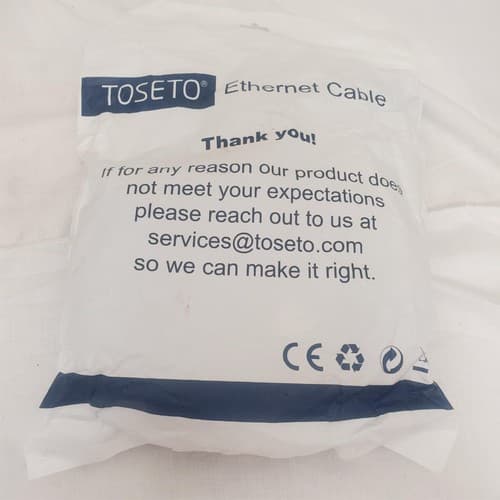 TOSETO® Ethernet Cable
Thank you!
If for any reason our product does
not meet your expectations
please reach out to us at
services@toseto.com
so we can make it right.
CE